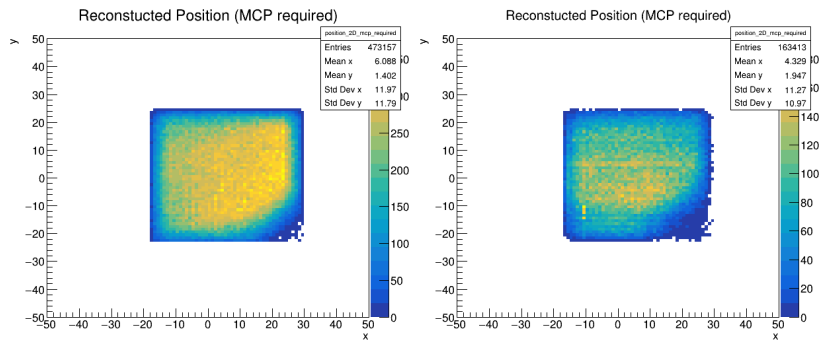 Reconstucted Position (MCP required)
y
position_2D_mcp_required
Entries 473157
Mean x 6.088
Mean y 1.402
Std Dev x 11.97
Std Dev y 11.79
50
40
30
20
10
0
−10
−20
−30
−40
−50
−50 −40 −30 −20 −10 0 10 20 30 40 50
x
250
200
150
100
50
0
Reconstucted Position (MCP required)
y
position_2D_mcp_required
Entries 163413
Mean x 4.329
Mean y 1.947
Std Dev x 11.27
Std Dev y 10.97
50
40
30
20
10
0
−10
−20
−30
−40
−50
−50 −40 −30 −20 −10 0 10 20 30 40 50
x
140
120
100
80
60
40
20
0